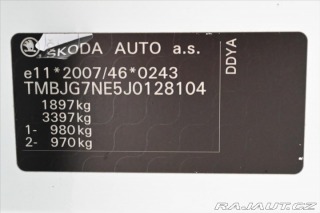 ŠKODA AUTO a.s.
e11*2007/46*0243
TMBJG7NE5J0128104
1897kg
3397kg
1- 980kg
2- 970kg
DDYA
RAJAUT.CZ